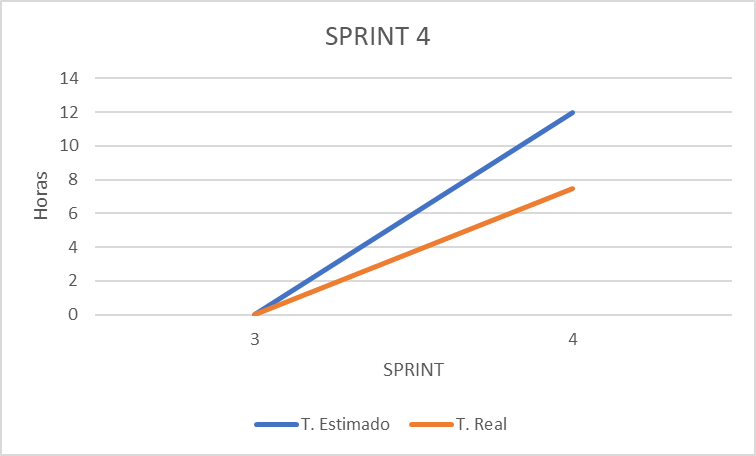 SPRINT 4
14
12
10
8
6
4
2
0
Horas
3 4
SPRINT
T. Estimado T. Real